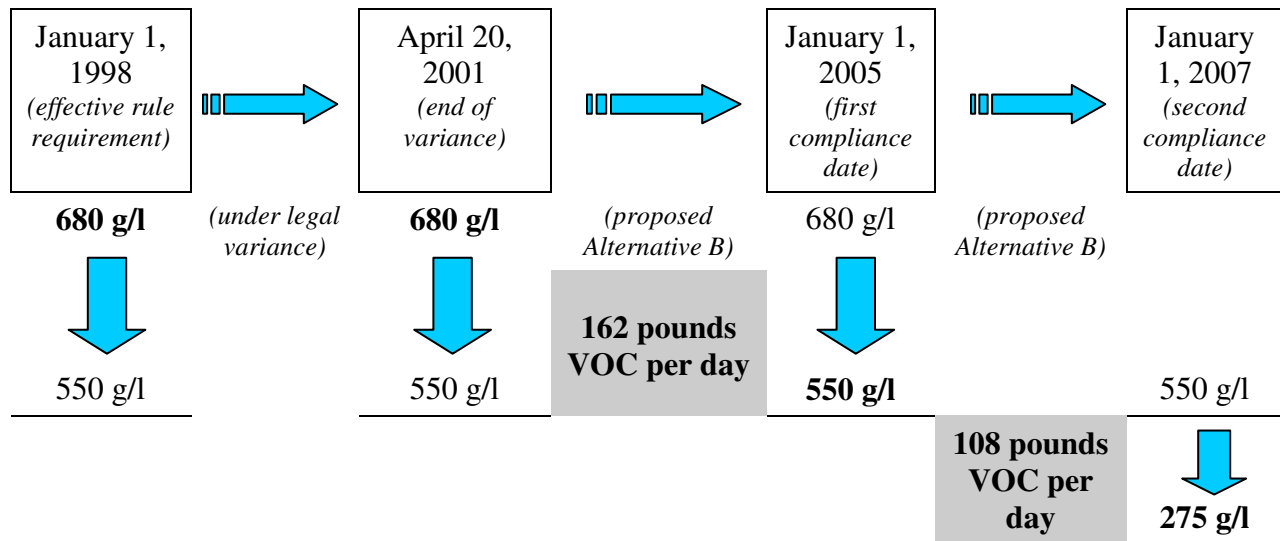 January 1,
1998
(effective rule
requirement)
April 20,
2001
(end of
variance)
January 1,
2005
(first
compliance
date)
January
1, 2007
(second
compliance
date)
680 g/l
(under legal
variance)
680 g/l
(proposed
Alternative B)
680 g/l
(proposed
Alternative B)
162 pounds
VOC per day
550 g/l
550 g/l
550 g/l
550 g/l
108 pounds
VOC per
day
275 g/l